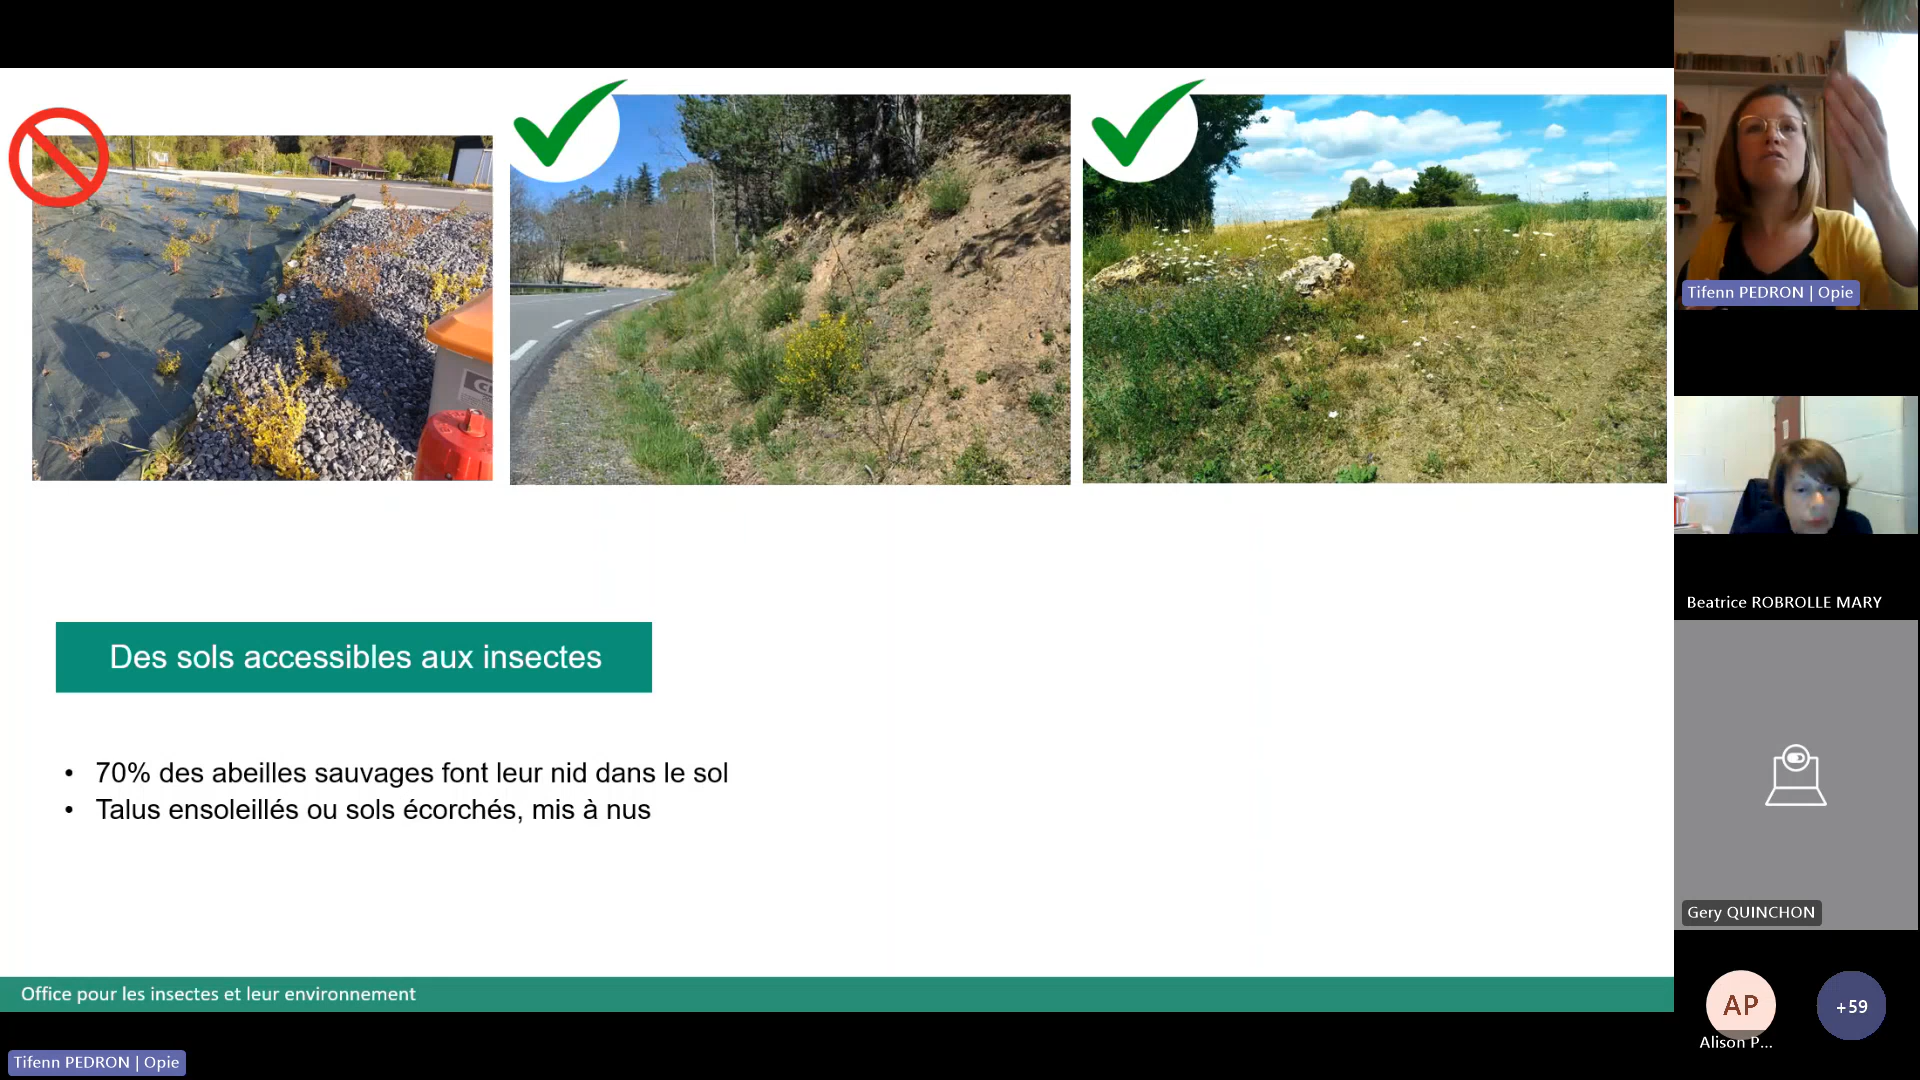 Des sols accessibles aux insectes
• 70% des abeilles sauvages font leur nid dans le sol
• Talus ensoleillés ou sols écorchés, mis à nus
Office pour les insectes et leur environnement
Tifenn PEDRON | Opie
Tifenn PEDRON | Opie
Beatrice ROBROLLE MARY
Gery QUINCHON
AP
Alison P...
+59